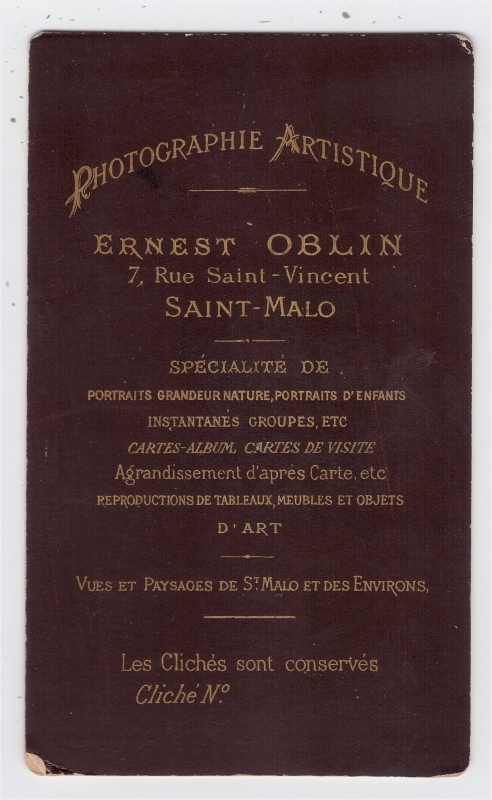 PHOTOGRAPHIE ARTISTIQUE
ERNEST OBLIN
7, Rue Saint-Vincent
SAINT-MALO
SPÉCIALITÉ DE
PORTRAITS GRANDEUR NATURE, PORTRAITS D'ENFANTS
INSTANTANÉS GROUPES, ETC
CARTES-ALBUM, CARTES DE VISITE
Agrandissement d'après Carte, etc
REPRODUCTIONS DE TABLEAUX, MEUBLES ET OBJETS
D'ART
VUES ET PAYSAGES DE ST MALO ET DES ENVIRONS,
Les Clichés sont conservés
Cliché No.